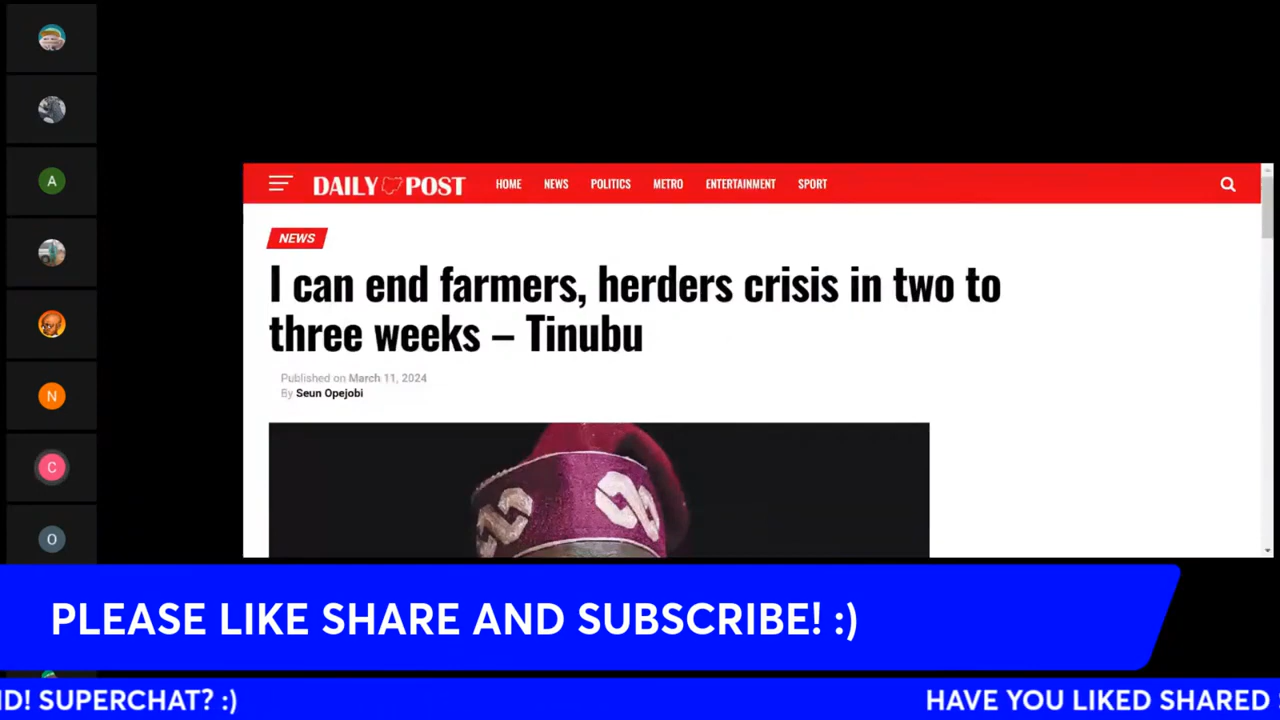 A
N
C
O
DAILY POST
HOME NEWS POLITICS METRO ENTERTAINMENT SPORT
NEWS
I can end farmers, herders crisis in two to
three weeks – Tinubu
Published on March 11, 2024
By Seun Opejobi
PLEASE LIKE SHARE AND SUBSCRIBE! :)
SUPERCHAT? :) HAVE YOU LIKED SHARED